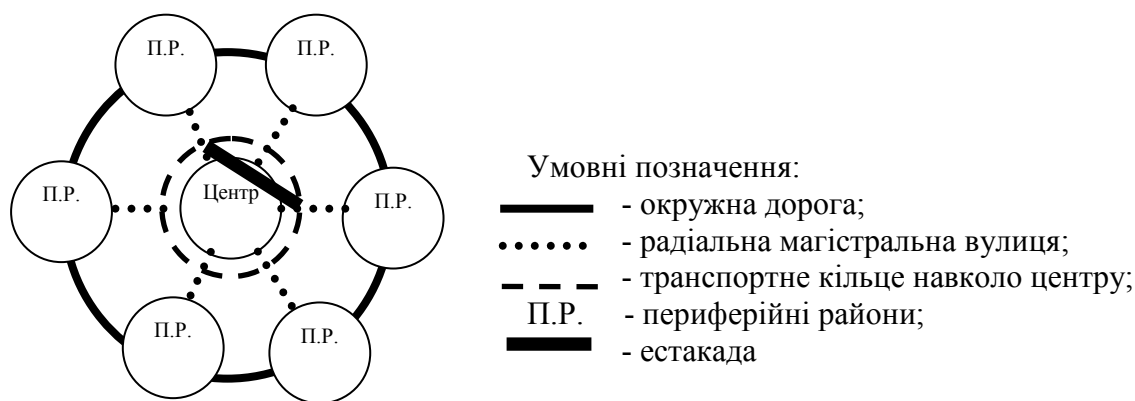 П.Р.
П.Р.
П.Р.
Центр
П.Р.
П.Р.
П.Р.
Умовні позначення:
- окружна дорога;
- радіальна магістральна вулиця;
- транспортне кільце навколо центру;
П.Р. - периферійні райони;
- естакада